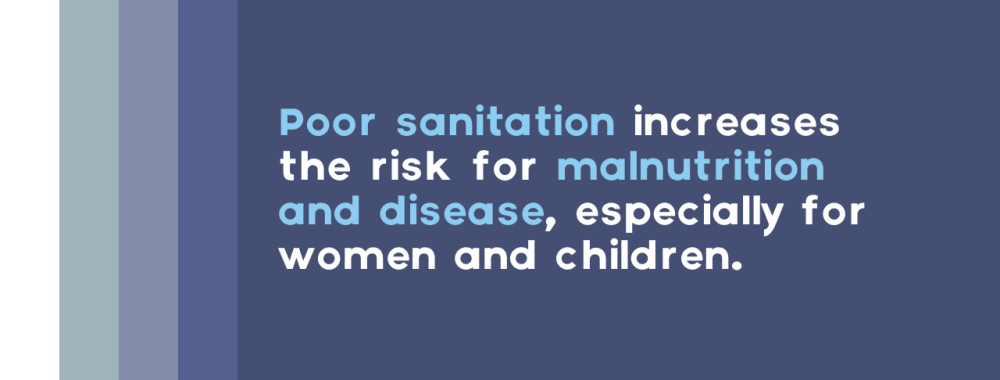 Poor sanitation increases
the risk for malnutrition
and disease, especially for
women and children.